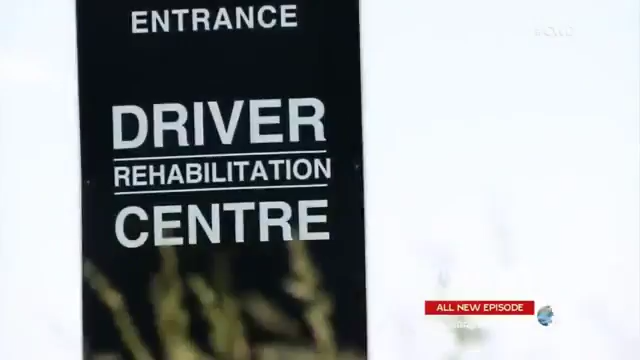 ENTRANCE
DRIVER
REHABILITATION
CENTRE
ALL NEW EPISODE